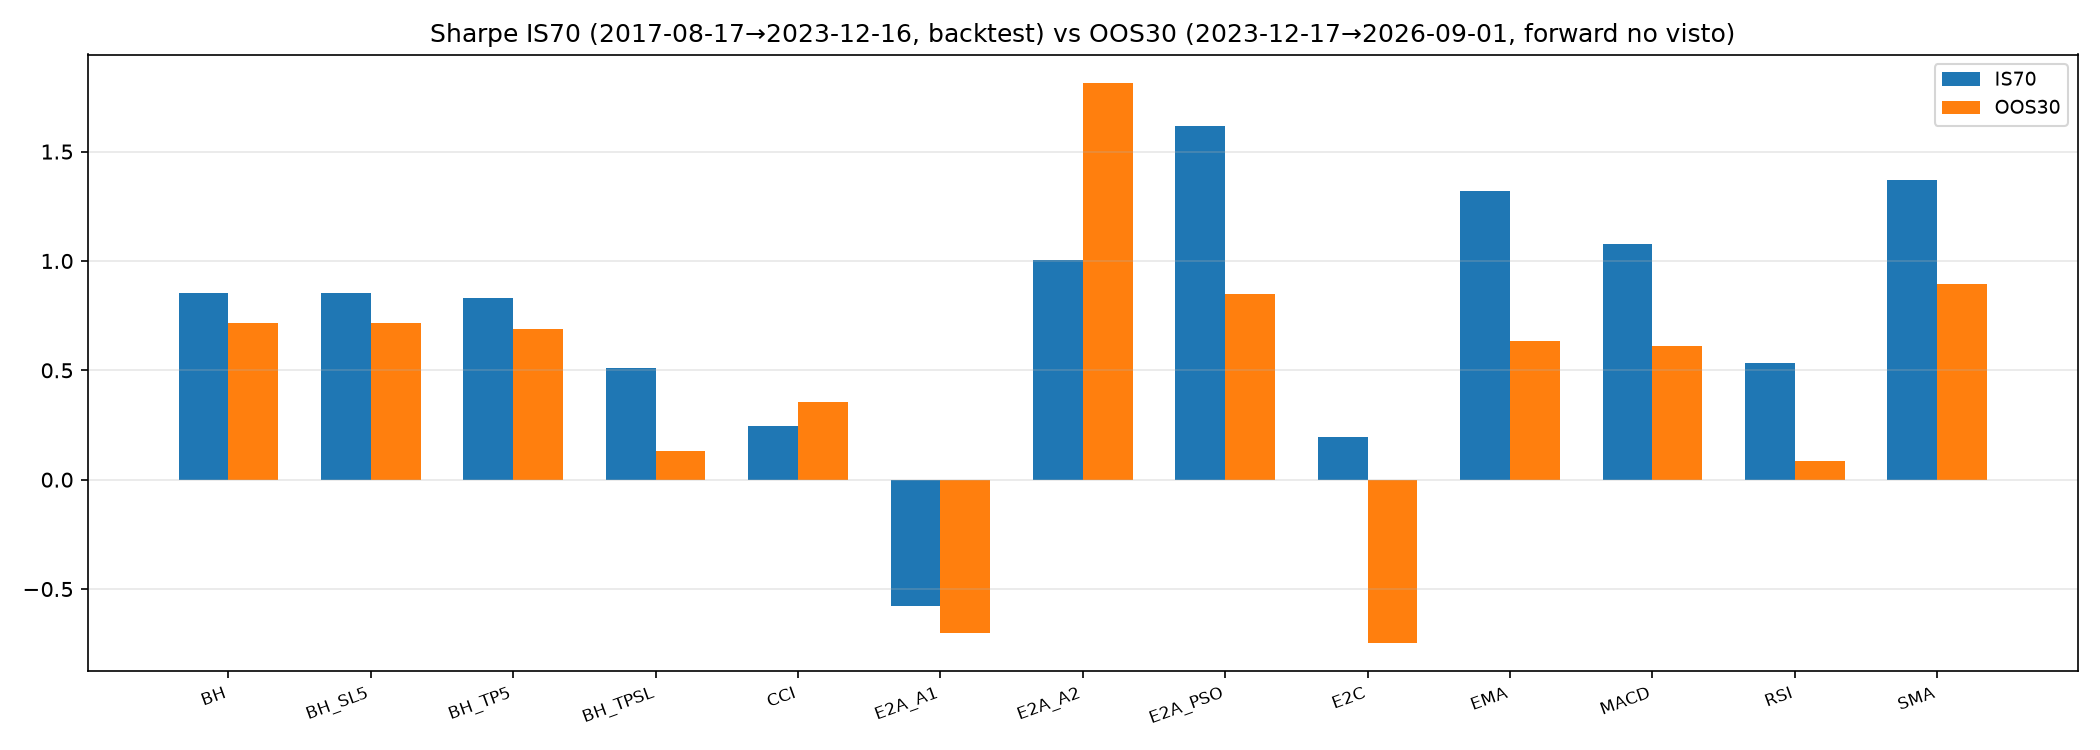 Sharpe IS70 (2017-08-17→2023-12-16, backtest) vs OOS30 (2023-12-17→2026-09-01, forward no visto)
IS70
OOS30
1.5
1.0
0.5
0.0
−0.5
BH
BH_SL5
BH_TP5
BH_TPSL
CCI
E2A_A1
E2A_A2
E2A_PSO
E2C
EMA
MACD
RSI
SMA